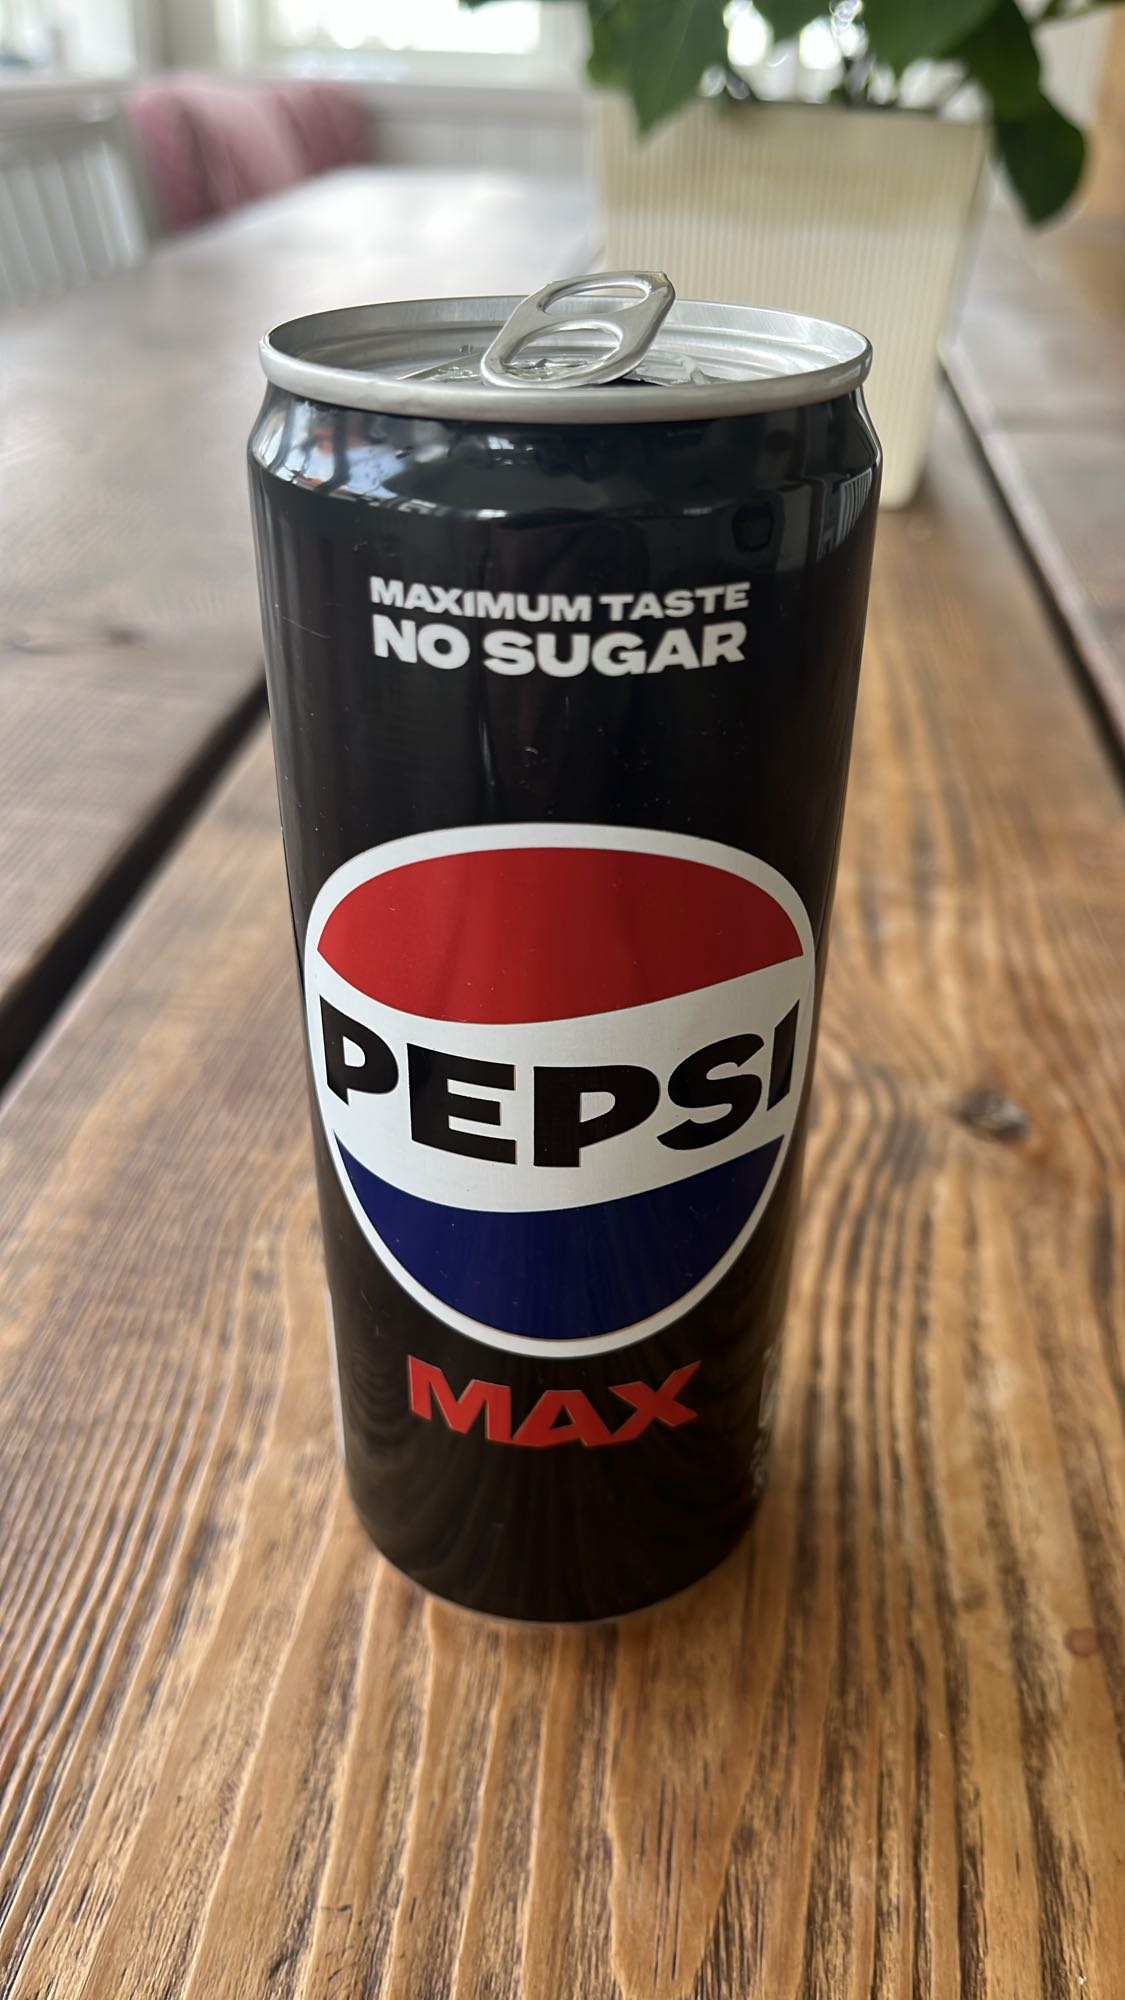 MAXIMUM TASTE
NO SUGAR
PEPSI
MAX